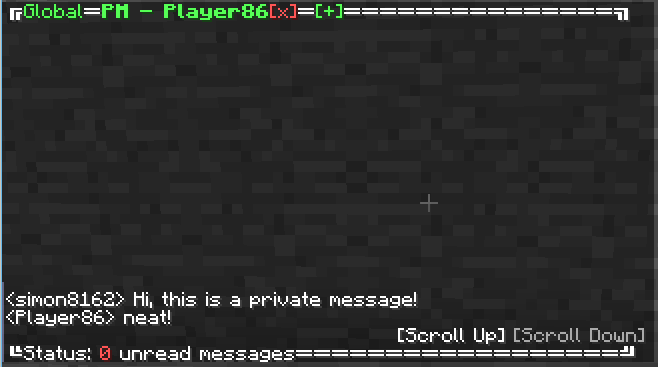 ╔Global═PM - Player86[x]═[+]══════════════════╗
<simon8162> Hi, this is a private message!
<Player86> neat!
[Scroll Up] [Scroll Down]
╚Status: 0 unread messages══════════════════════╝